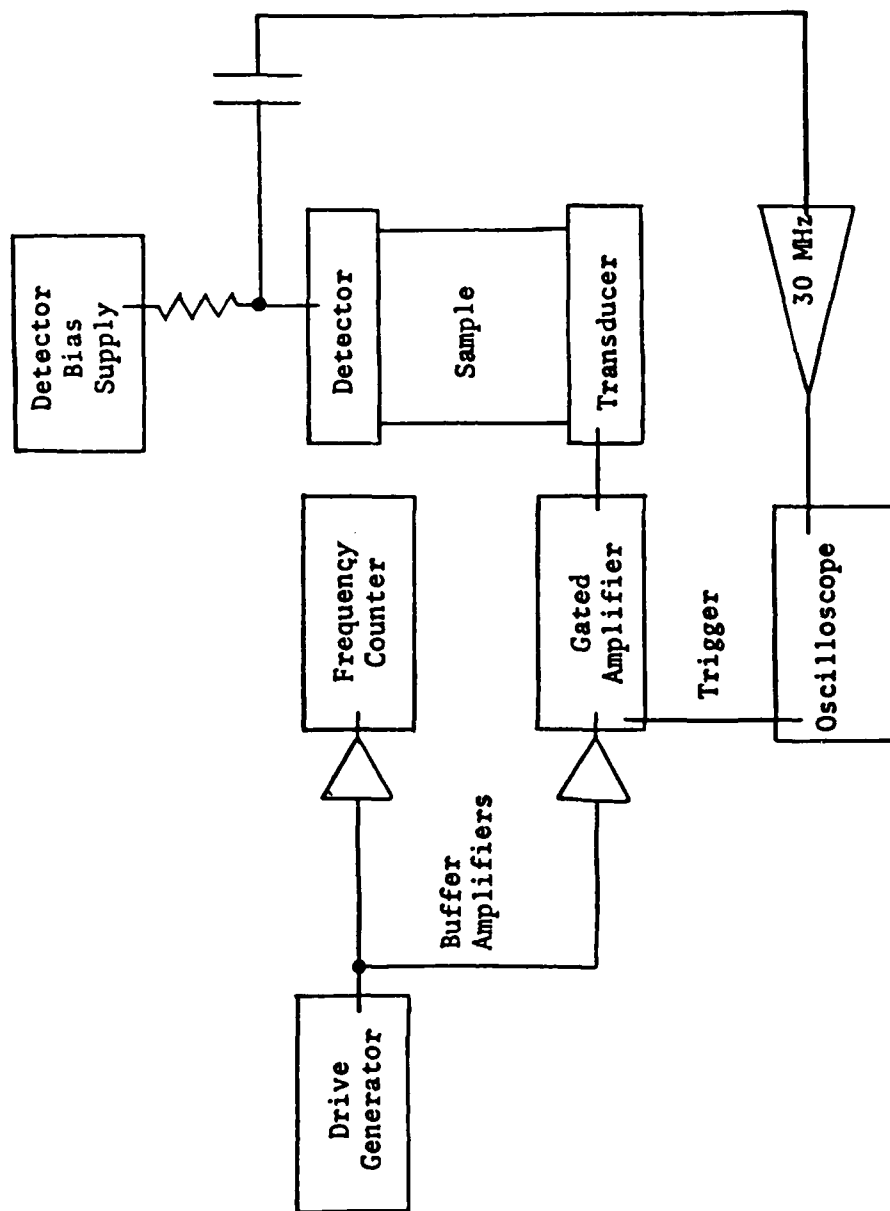 Drive
Generator
Buffer
Amplifiers
Frequency
Counter
Gated
Amplifier
Trigger
Oscilloscope
Detector
Bias
Supply
Detector
Sample
Transducer
30 MHz